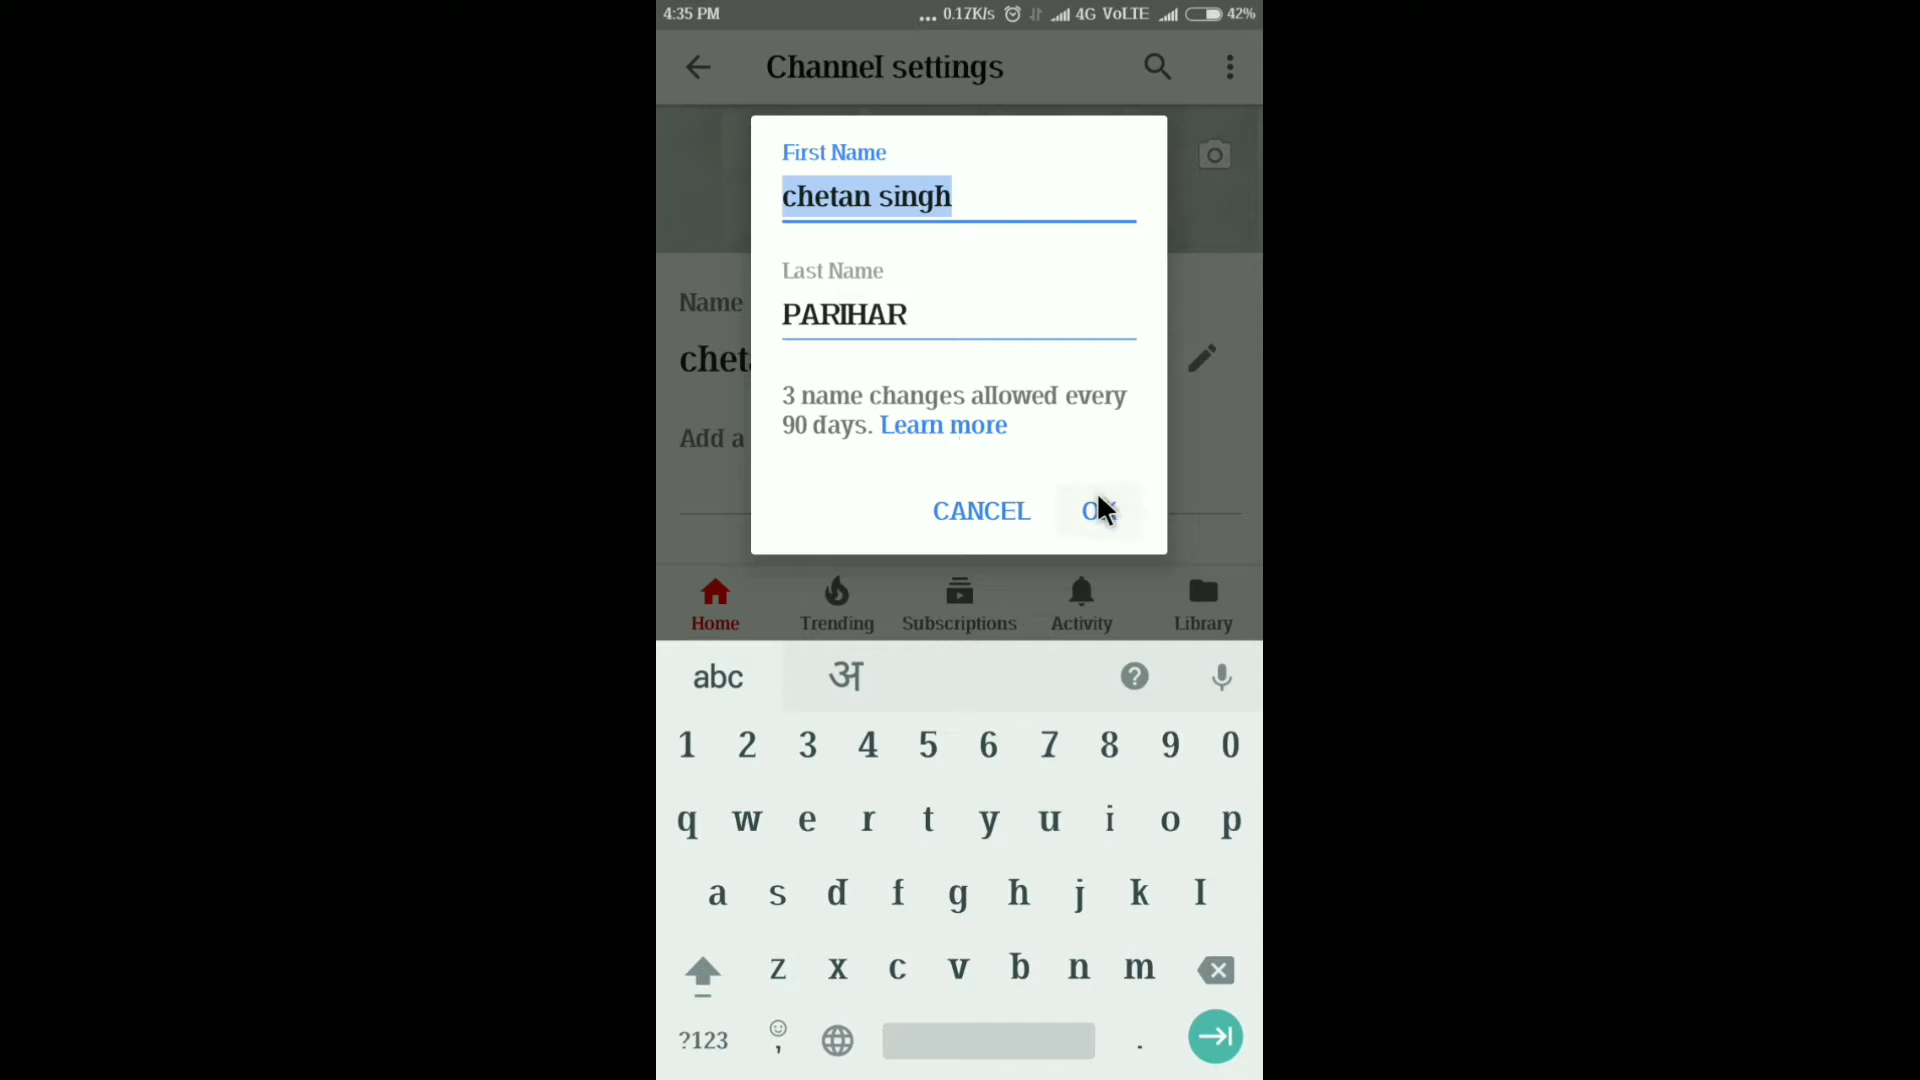 4:35 PM
... 0.17K/s 4G VoLTE 42%
Channel settings
First Name
chetan singh
Last Name
PARIHAR
Name
Add a
3 name changes allowed every
90 days. Learn more
CANCEL
Home Trending Subscriptions Activity Library
abc अ
1 2 3 4 5 6 7 8 9 0
q w e r t y u i o p
a s d f g h j k l
z x c v b n m
?123 , .